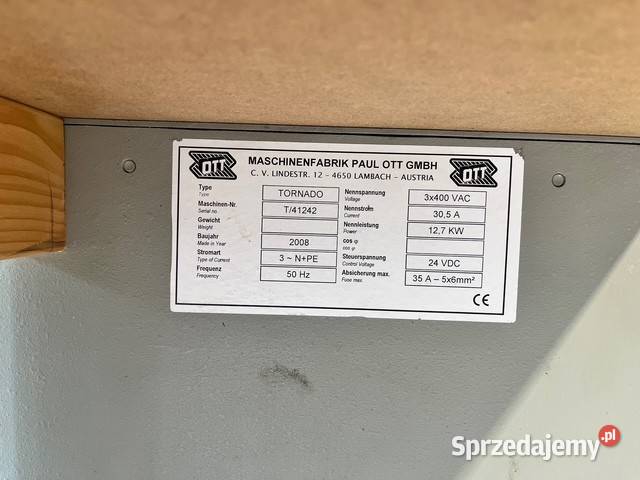 OTT
MASCHINENFABRIK PAUL OTT GMBH
C. V. LINDESTR. 12 - 4650 LAMBACH - AUSTRIA
OTT
Type
Type
TORNADO
Maschinen-Nr.
Serial no.
T/41242
Gewicht
Weight
Baujahr
Made in Year
2008
Stromart
Type of Current
3 ~ N+PE
Frequenz
Frequency
50 Hz
Nennspannung
Voltage
3x400 VAC
Nennstrom
Current
30,5 A
Nennleistung
Power
12,7 KW
cos φ
cos φ
Steuerspannung
Control Voltage
24 VDC
Absicherung max.
Fuse max.
35 A – 5x6mm²
CE
Sprzedajemy.pl